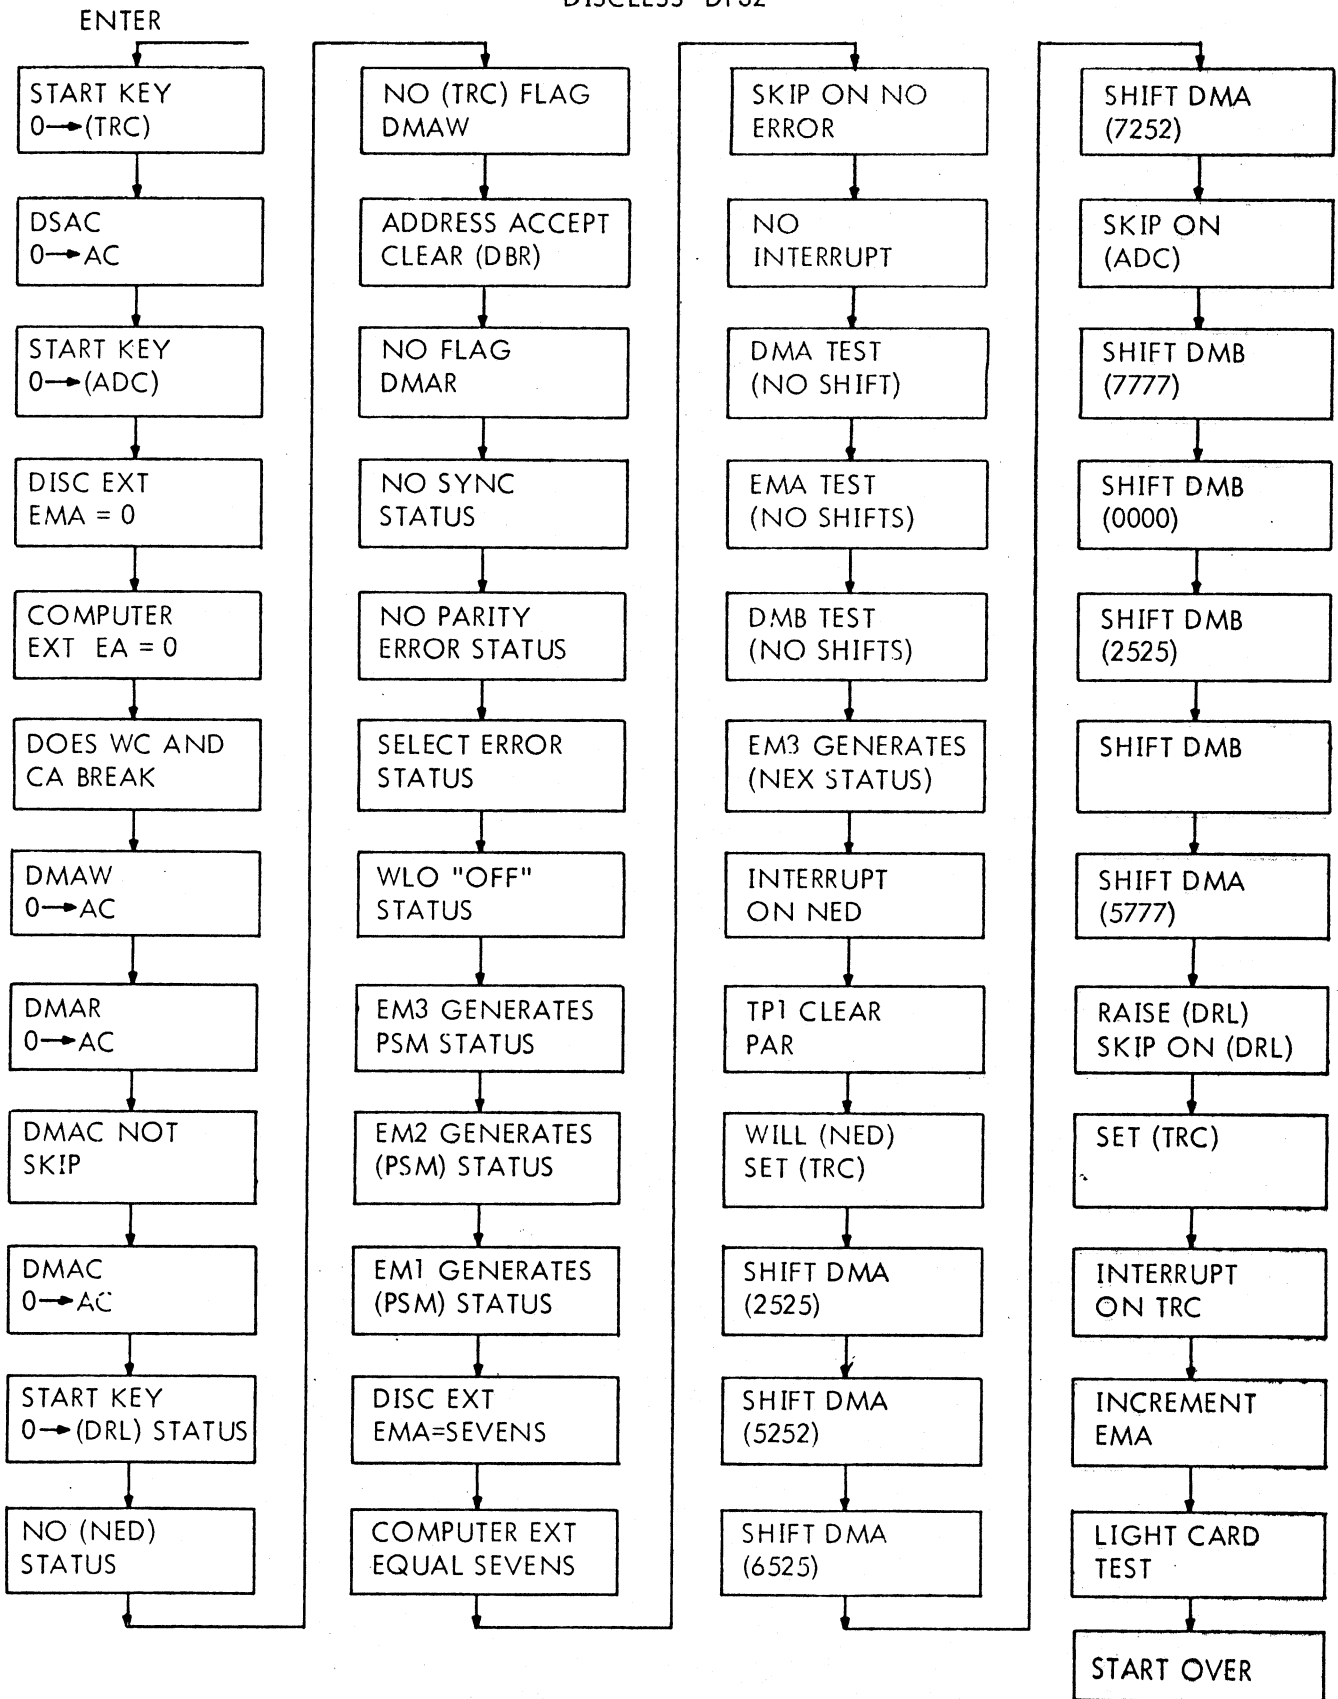 DISCLESS DF32
ENTER
START KEY
0→(TRC)
DSAC
0→AC
START KEY
0→(ADC)
DISC EXT
EMA = 0
COMPUTER
EXT EA = 0
DOES WC AND
CA BREAK
DMAW
0→AC
DMAR
0→AC
DMAC NOT
SKIP
DMAC
0→AC
START KEY
0→(DRL) STATUS
NO (NED)
STATUS
NO (TRC) FLAG
DMAW
ADDRESS ACCEPT
CLEAR (DBR)
NO FLAG
DMAR
NO SYNC
STATUS
NO PARITY
ERROR STATUS
SELECT ERROR
STATUS
WLO "OFF"
STATUS
EM3 GENERATES
PSM STATUS
EM2 GENERATES
(PSM) STATUS
EM1 GENERATES
(PSM) STATUS
DISC EXT
EMA=SEVENS
COMPUTER EXT
EQUAL SEVENS
SKIP ON NO
ERROR
NO
INTERRUPT
DMA TEST
(NO SHIFT)
EMA TEST
(NO SHIFTS)
DMB TEST
(NO SHIFTS)
EM3 GENERATES
(NEX STATUS)
INTERRUPT
ON NED
TP1 CLEAR
PAR
WILL (NED)
SET (TRC)
SHIFT DMA
(2525)
SHIFT DMA
(5252)
SHIFT DMA
(6525)
SHIFT DMA
(7252)
SKIP ON
(ADC)
SHIFT DMB
(7777)
SHIFT DMB
(0000)
SHIFT DMB
(2525)
SHIFT DMB
SHIFT DMA
(5777)
RAISE (DRL)
SKIP ON (DRL)
SET (TRC)
INTERRUPT
ON TRC
INCREMENT
EMA
LIGHT CARD
TEST
START OVER